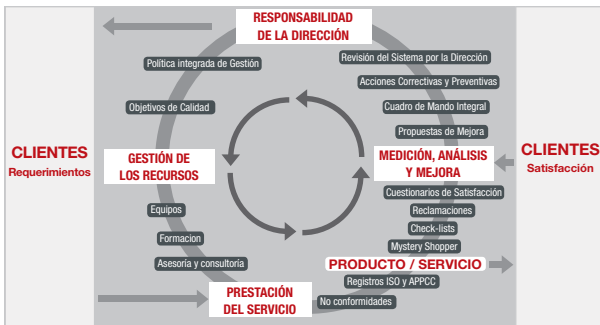 RESPONSABILIDAD
DE LA DIRECCIÓN
Política integrada de Gestión
Revisión del Sistema por la Dirección
Acciones Correctivas y Preventivas
Objetivos de Calidad
Cuadro de Mando Integral
Propuestas de Mejora
CLIENTES
Requerimientos
GESTIÓN DE
LOS RECURSOS
MEDICIÓN, ANÁLISIS
Y MEJORA
CLIENTES
Satisfacción
Cuestionarios de Satisfacción
Equipos
Reclamaciones
Check-lists
Formacion
Mystery Shopper
Asesoría y consultoría
PRODUCTO / SERVICIO
Registros ISO y APPCC
PRESTACIÓN
DEL SERVICIO
No conformidades